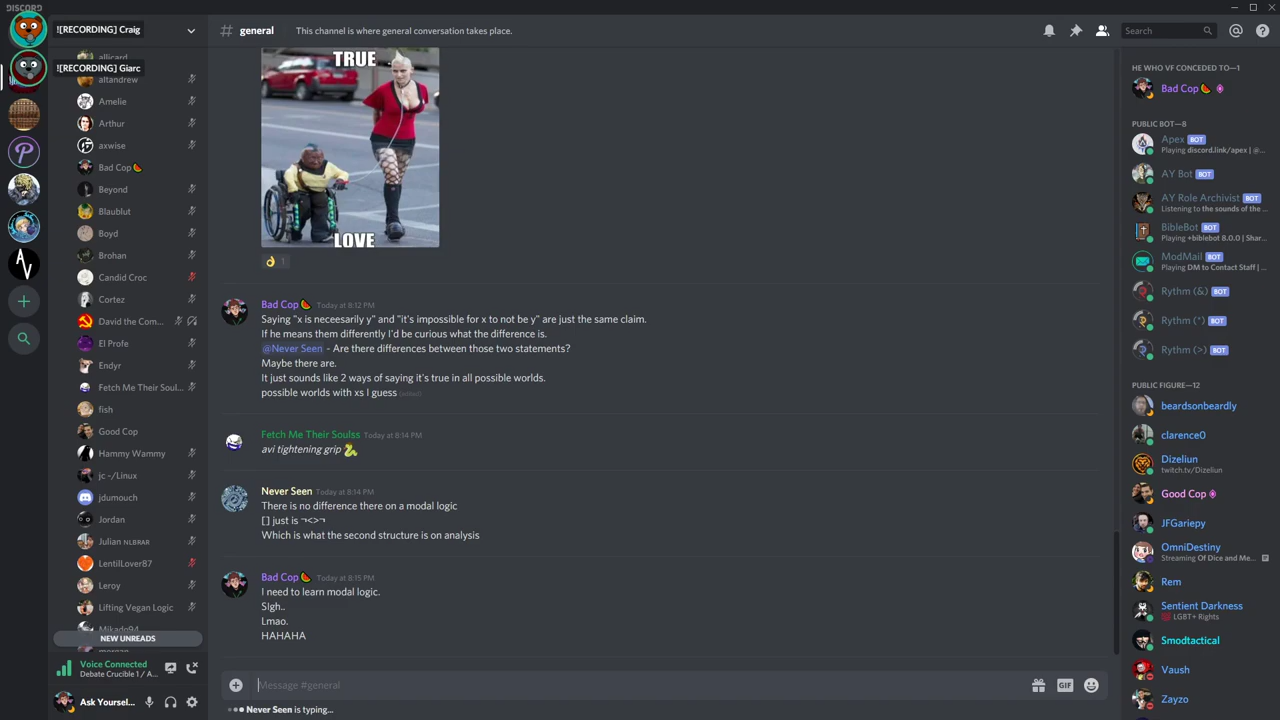 DISCORD
![RECORDING] Craig
![RECORDING] Giarc
allicard
altandrew
Amelie
Arthur
axwise
Bad Cop🍉
Beyond
Blaublut
Boyd
Brohan
Candid Croc
Cortez
David the Com...
El Profe
Endyr
Fetch Me Their Soul...
fish
Good Cop
Hammy Wammy
jc ~/Linux
jdumouch
Jordan
Julian NLBRAR
LentilLover87
Leroy
Lifting Vegan Logic
Mikado94
NEW UNREADS
morgan
Voice Connected
Debate Crucible 1 / A...
Ask Yoursel...
# general
This channel is where general conversation takes place.
Search
TRUE
LOVE
👌 1
Bad Cop🍉 Today at 8:12 PM
Saying "x is neceesarily y" and "it's impossible for x to not be y" are just the same claim.
If he means them differently I'd be curious what the difference is.
@Never Seen - Are there differences between those two statements?
Maybe there are.
It just sounds like 2 ways of saying it's true in all possible worlds.
possible worlds with xs I guess (edited)
Fetch Me Their Soulss Today at 8:14 PM
avi tightening grip 🐍
Never Seen Today at 8:14 PM
There is no difference there on a modal logic
[] just is ¬<>¬
Which is what the second structure is on analysis
Bad Cop🍉 Today at 8:15 PM
I need to learn modal logic.
SIgh..
Lmao.
HAHAHA
Message #general
GIF
Never Seen is typing...
HE WHO VF CONCEDED TO—1
Bad Cop🍉
PUBLIC BOT—8
Apex BOT
Playing discord.link/apex | @...
AY Bot BOT
AY Role Archivist BOT
Listening to the sounds of the ...
BibleBot BOT
Playing +biblebot 8.0.0 | Shar...
ModMail BOT
Playing DM to Contact Staff | ...
Rythm (&) BOT
Rythm (*) BOT
Rythm (>) BOT
PUBLIC FIGURE—12
beardsonbeardly
clarence0
Dizeliun
twitch.tv/Dizeliun
Good Cop
JFGariepy
OmniDestiny
Streaming Of Dice and Me...
Rem
Sentient Darkness
LGBT+ Rights
Smodtactical
Vaush
Zayzo